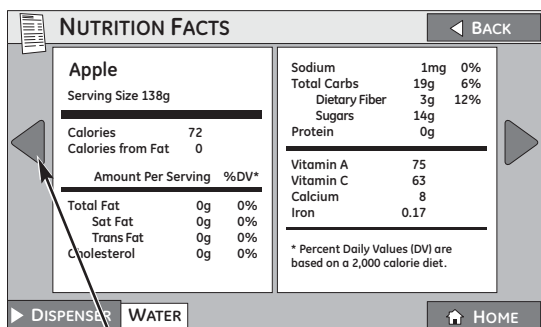 NUTRITION FACTS
BACK
Apple
Serving Size 138g
Calories 72
Calories from Fat 0
Amount Per Serving %DV*
Total Fat 0g 0%
Sat Fat 0g 0%
Trans Fat 0g 0%
Cholesterol 0g 0%
Sodium 1mg 0%
Total Carbs 19g 6%
Dietary Fiber 3g 12%
Sugars 14g
Protein 0g
Vitamin A 75
Vitamin C 63
Calcium 8
Iron 0.17
* Percent Daily Values (DV) are
based on a 2,000 calorie diet.
DISPENSER WATER
HOME